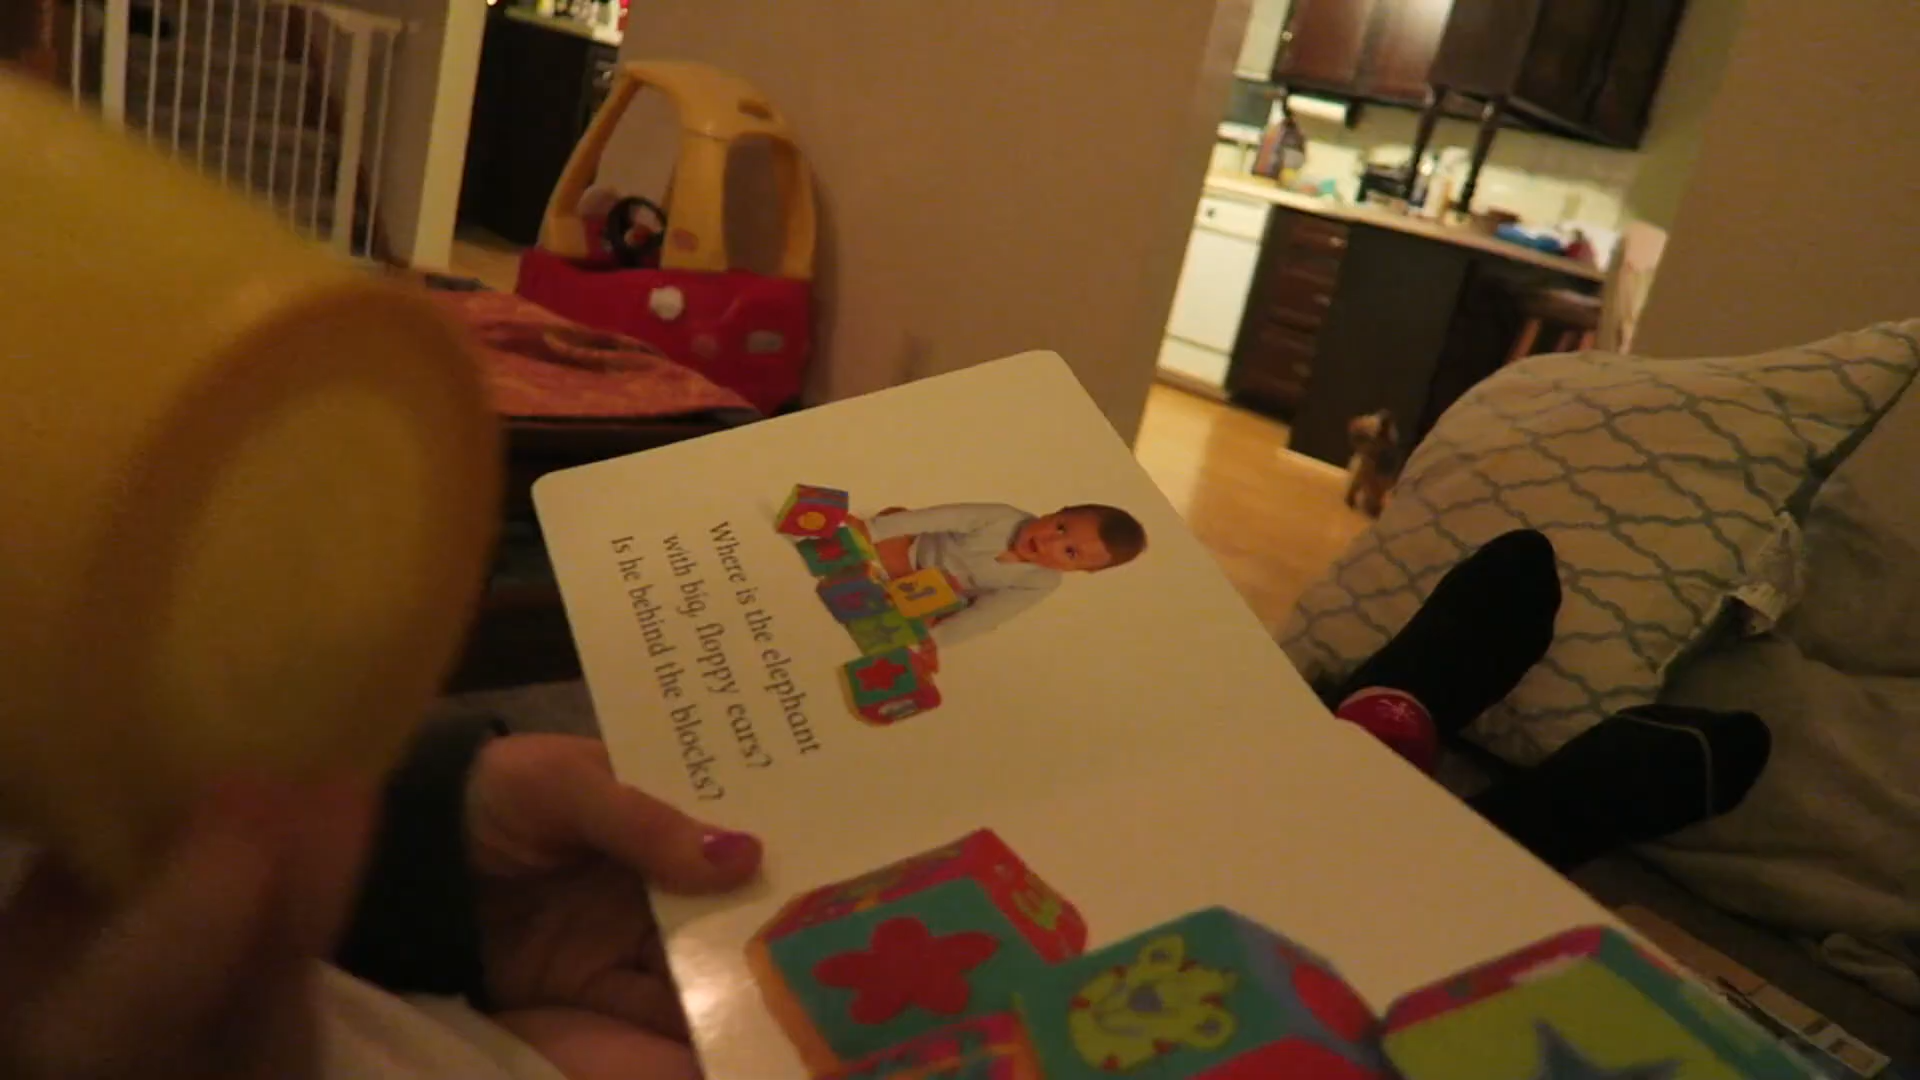 Where is the elephant
with big, floppy ears?
Is he behind the blocks?